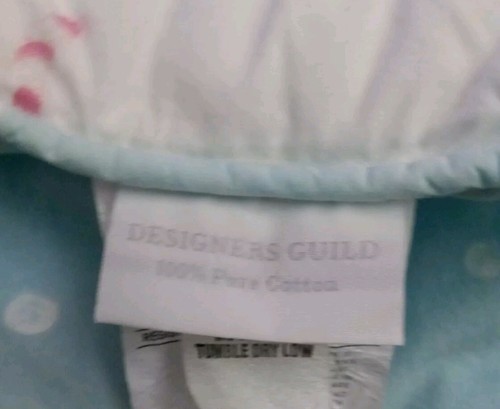 DESIGNERS GUILD
100% Pure Cotton
TUMBLE DRY LOW